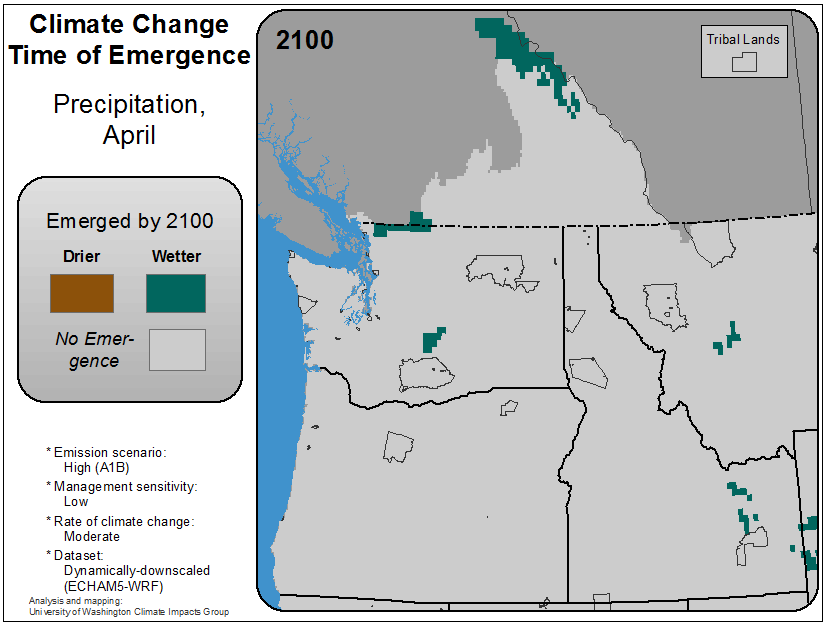 Climate Change
Time of Emergence
Precipitation,
April
Emerged by 2100
Drier
Wetter
No Emer-
gence
* Emission scenario:
High (A1B)
* Management sensitivity:
Low
* Rate of climate change:
Moderate
* Dataset:
Dynamically-downscaled
(ECHAM5-WRF)
Analysis and mapping:
University of Washington Climate Impacts Group
2100
Tribal Lands